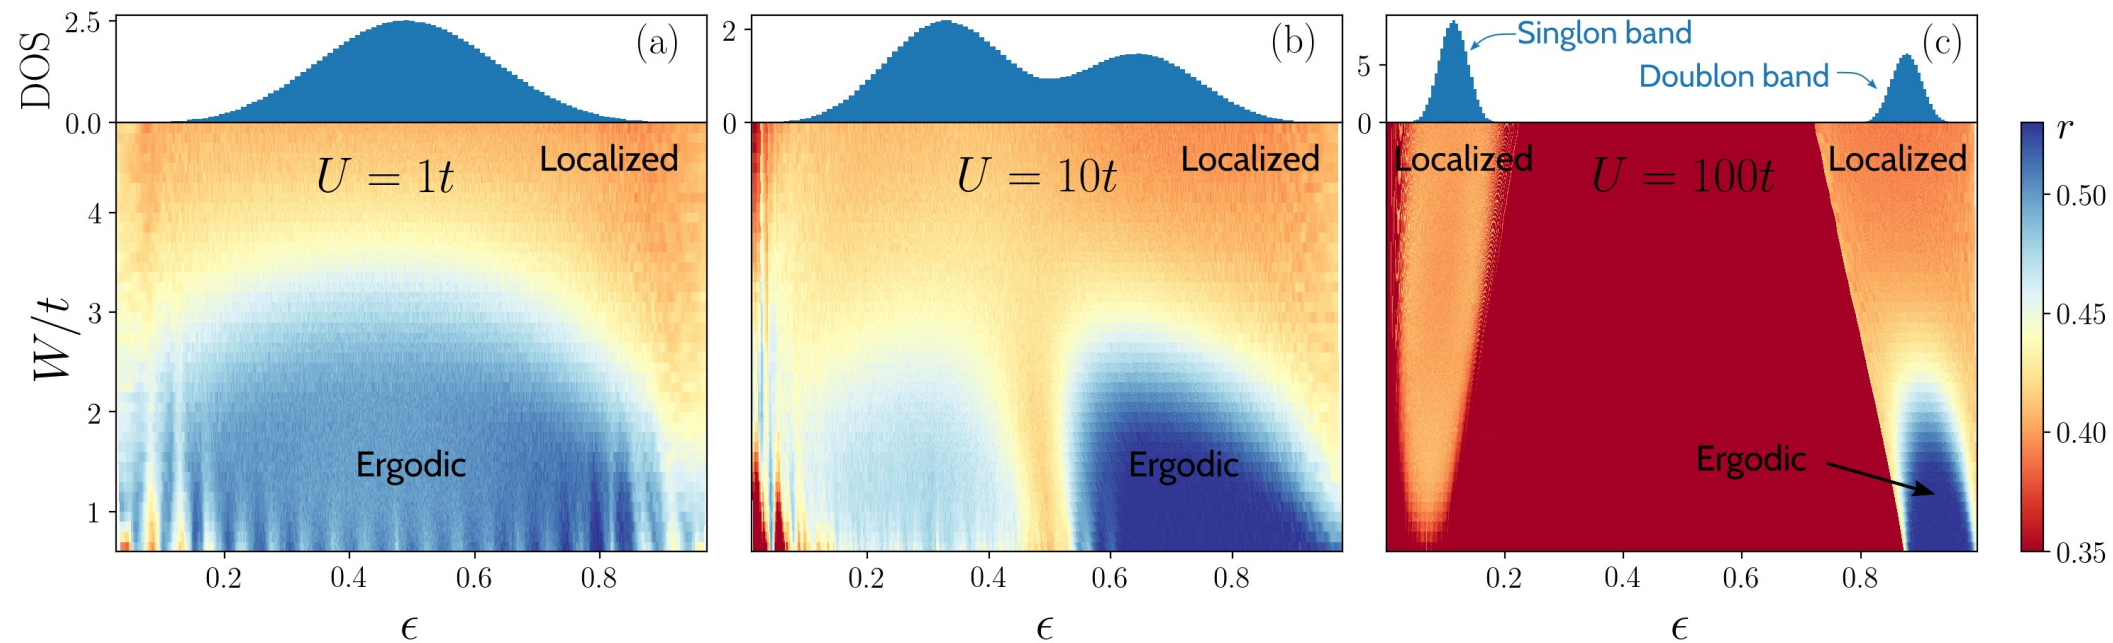 DOS
2.5
0.0
(a)
2
0
(b)
5
0
Singlon band
Doublon band
(c)
W/t
4
3
2
1
U = 1t
Localized
Ergodic
0.2 0.4 0.6 0.8
ϵ
U = 10t
Localized
Ergodic
0.2 0.4 0.6 0.8
ϵ
Localized
U = 100t
Localized
Ergodic
0.2 0.4 0.6 0.8
ϵ
r
0.50
0.45
0.40
0.35